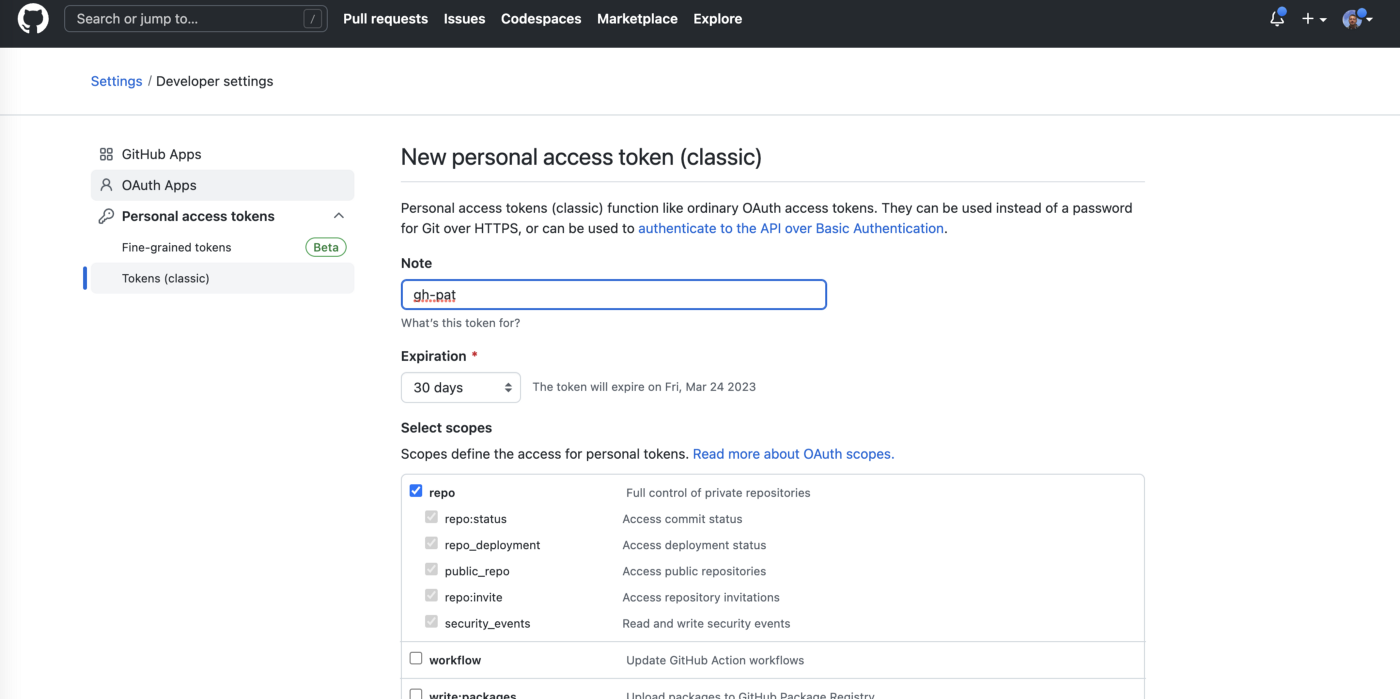 Search or jump to... / Pull requests Issues Codespaces Marketplace Explore
Settings / Developer settings
GitHub Apps
OAuth Apps
Personal access tokens
Fine-grained tokens Beta
Tokens (classic)
New personal access token (classic)
Personal access tokens (classic) function like ordinary OAuth access tokens. They can be used instead of a password
for Git over HTTPS, or can be used to authenticate to the API over Basic Authentication.
Note
gh-pat
What's this token for?
Expiration *
30 days The token will expire on Fri, Mar 24 2023
Select scopes
Scopes define the access for personal tokens. Read more about OAuth scopes.
repo Full control of private repositories
repo:status Access commit status
repo_deployment Access deployment status
public_repo Access public repositories
repo:invite Access repository invitations
security_events Read and write security events
workflow Update GitHub Action workflows
write:packages Upload packages to GitHub Package Registry